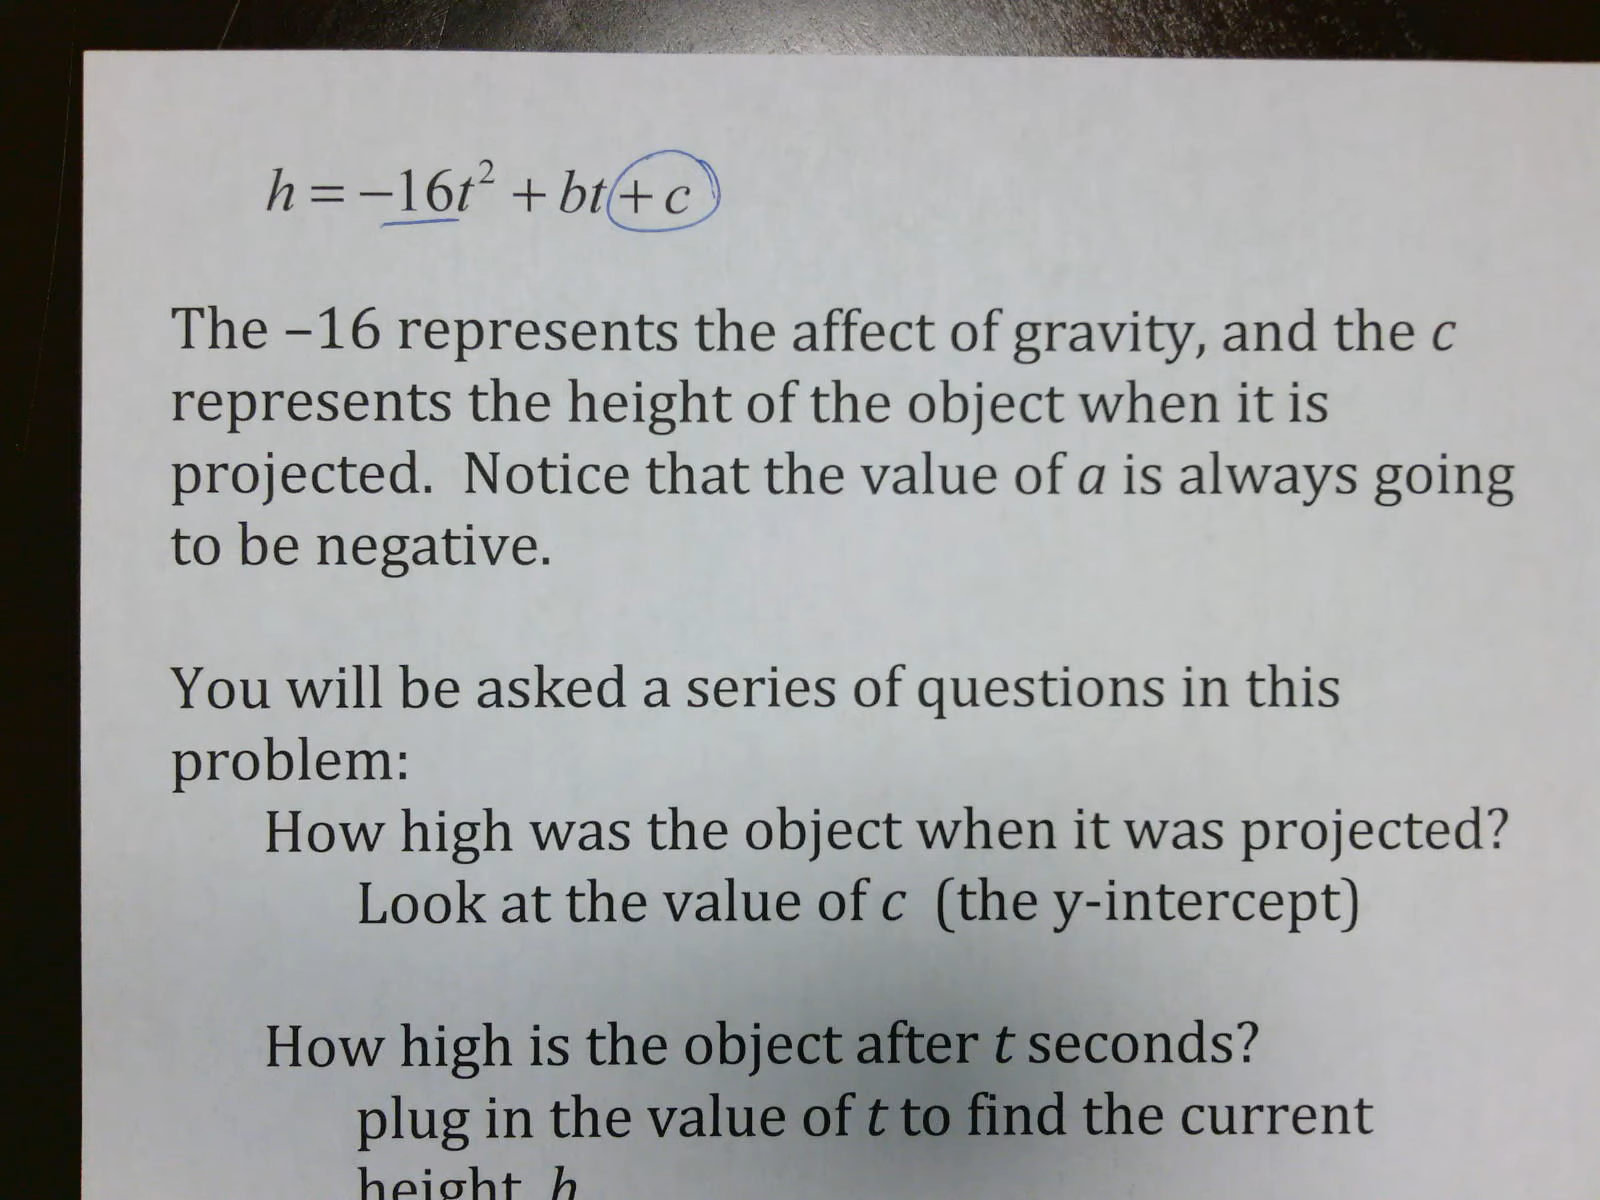 h = −16t² + bt + c
The −16 represents the affect of gravity, and the c
represents the height of the object when it is
projected. Notice that the value of a is always going
to be negative.
You will be asked a series of questions in this
problem:
How high was the object when it was projected?
Look at the value of c (the y-intercept)
How high is the object after t seconds?
plug in the value of t to find the current
height h